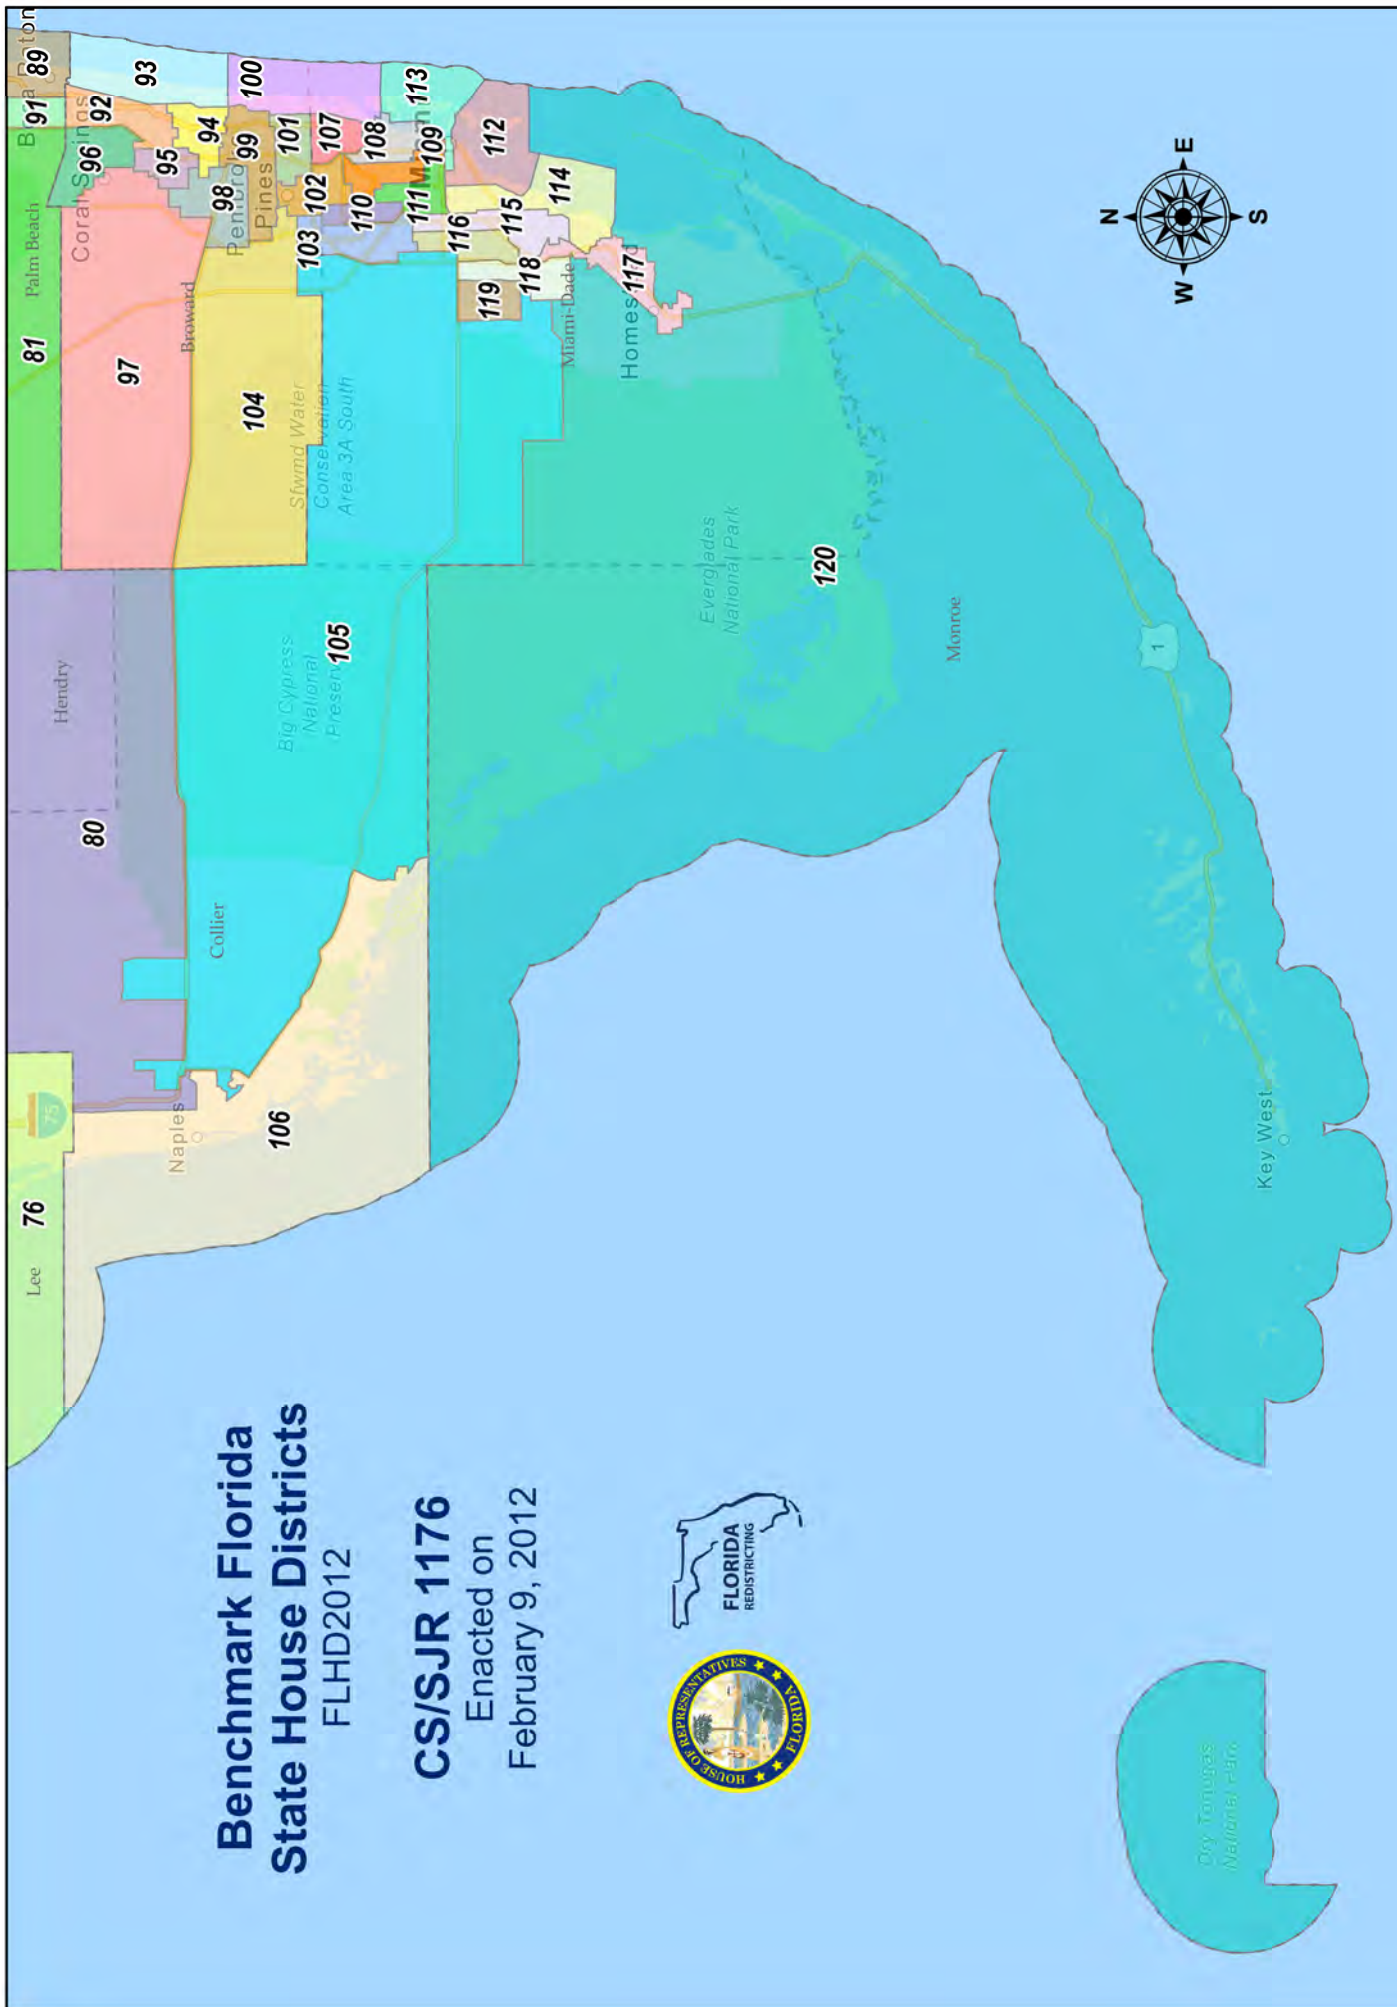 Benchmark Florida
State House Districts
FLHD2012
CS/SJR 1176
Enacted on
February 9, 2012
HOUSE OF REPRESENTATIVES
FLORIDA
FLORIDA
REDISTRICTING
Lee
76
75
Naples
106
Collier
80
Hendry
Big Cypress
National
Preserv
105
81
Palm Beach
91
89
Coral Springs
96
92
93
97
95
94
Broward
98
Pembroke
Pines
99
100
101
104
Sfwmd Water
Conservation
Area 3A South
103
102
107
110
108
113
111
109
116
115
112
114
119
118
117
Miami-Dade
Homes
Everglades
National Park
120
Monroe
1
Key West
Dry Tortugas
National Park
N
E
S
W